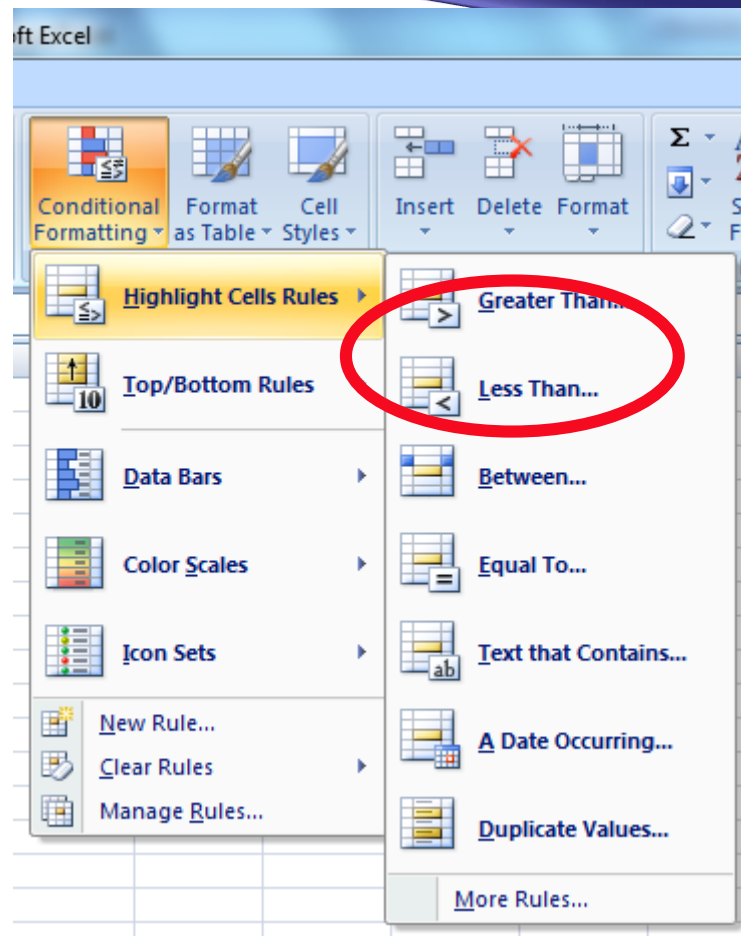 oft Excel
Conditional Formatting
Format as Table
Cell Styles
Insert
Delete
Format
Σ
Highlight Cells Rules
Top/Bottom Rules
Data Bars
Color Scales
Icon Sets
New Rule...
Clear Rules
Manage Rules...
Greater Than...
Less Than...
Between...
Equal To...
Text that Contains...
A Date Occurring...
Duplicate Values...
More Rules...